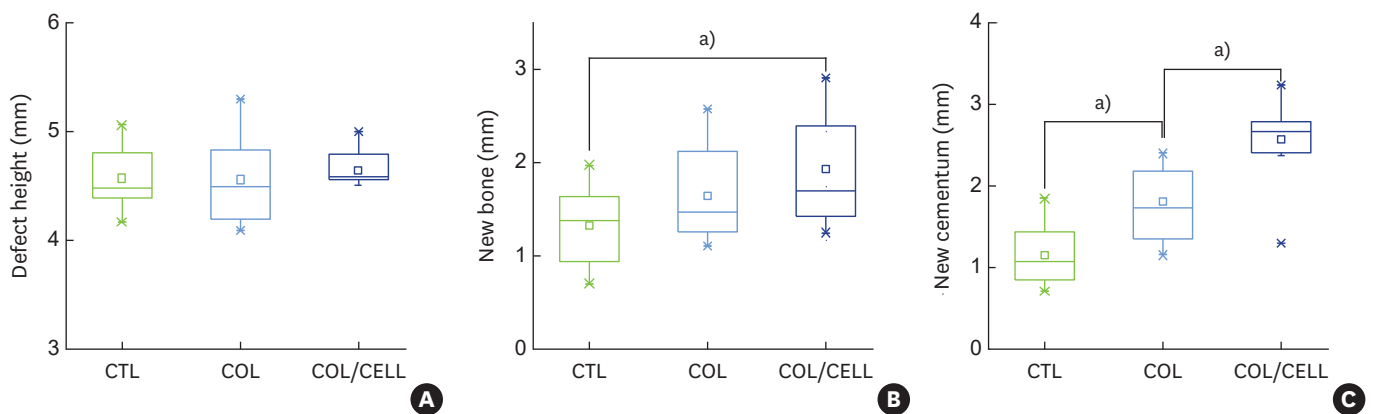 Defect height (mm)
6
5
4
3
CTL
COL
COL/CELL
A
New bone (mm)
3
2
1
0
a)
CTL
COL
COL/CELL
B
New cementum (mm)
4
3
2
1
0
a)
a)
CTL
COL
COL/CELL
C